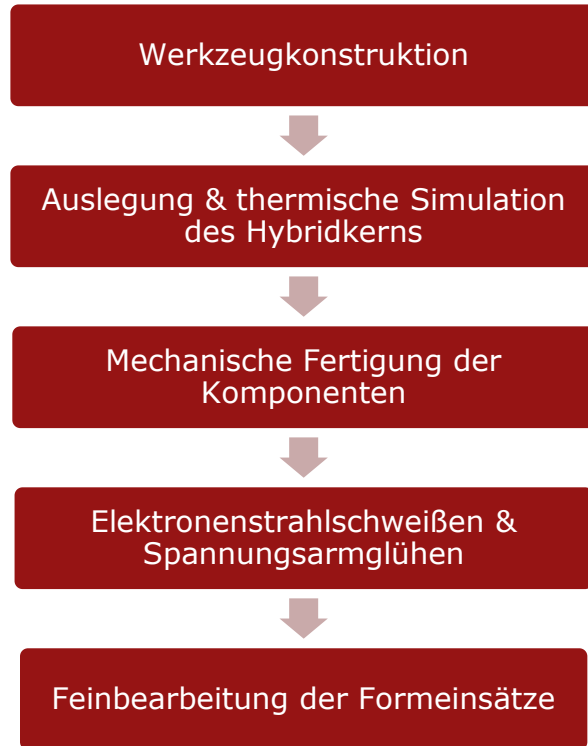 Werkzeugkonstruktion
Auslegung & thermische Simulation
des Hybridkerns
Mechanische Fertigung der
Komponenten
Elektronenstrahlschweißen &
Spannungsarmglühen
Feinbearbeitung der Formeinsätze